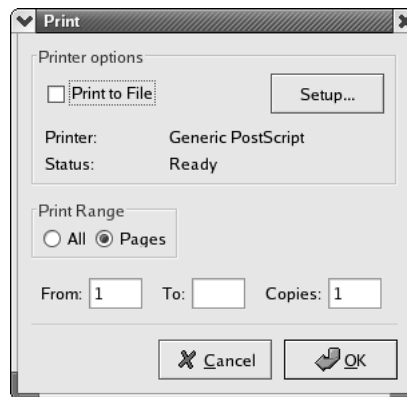 Print
Printer options
Print to File
Setup...
Printer: Generic PostScript
Status: Ready
Print Range
All Pages
From: 1 To: Copies: 1
Cancel OK